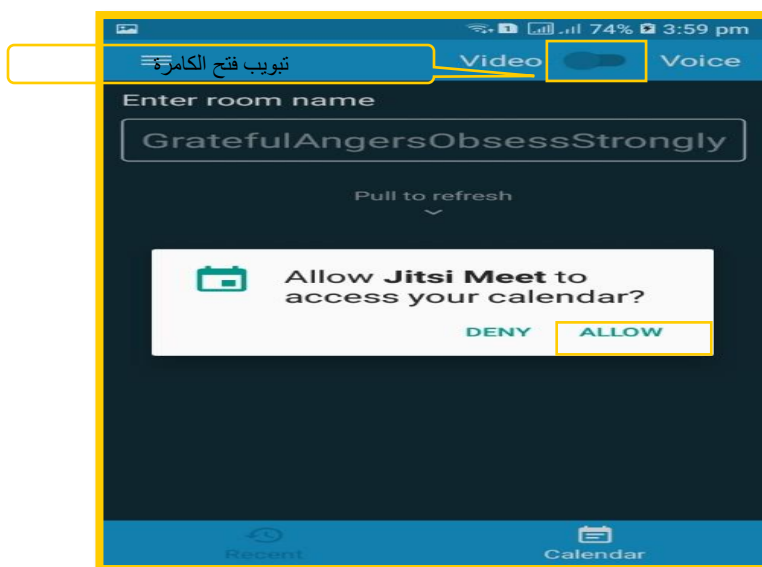 74% 3:59 pm
تبويب فتح الكامرة
Video Voice
Enter room name
GratefulAngersObsessStrongly
Pull to refresh
Allow Jitsi Meet to
access your calendar?
DENY ALLOW
Recent Calendar